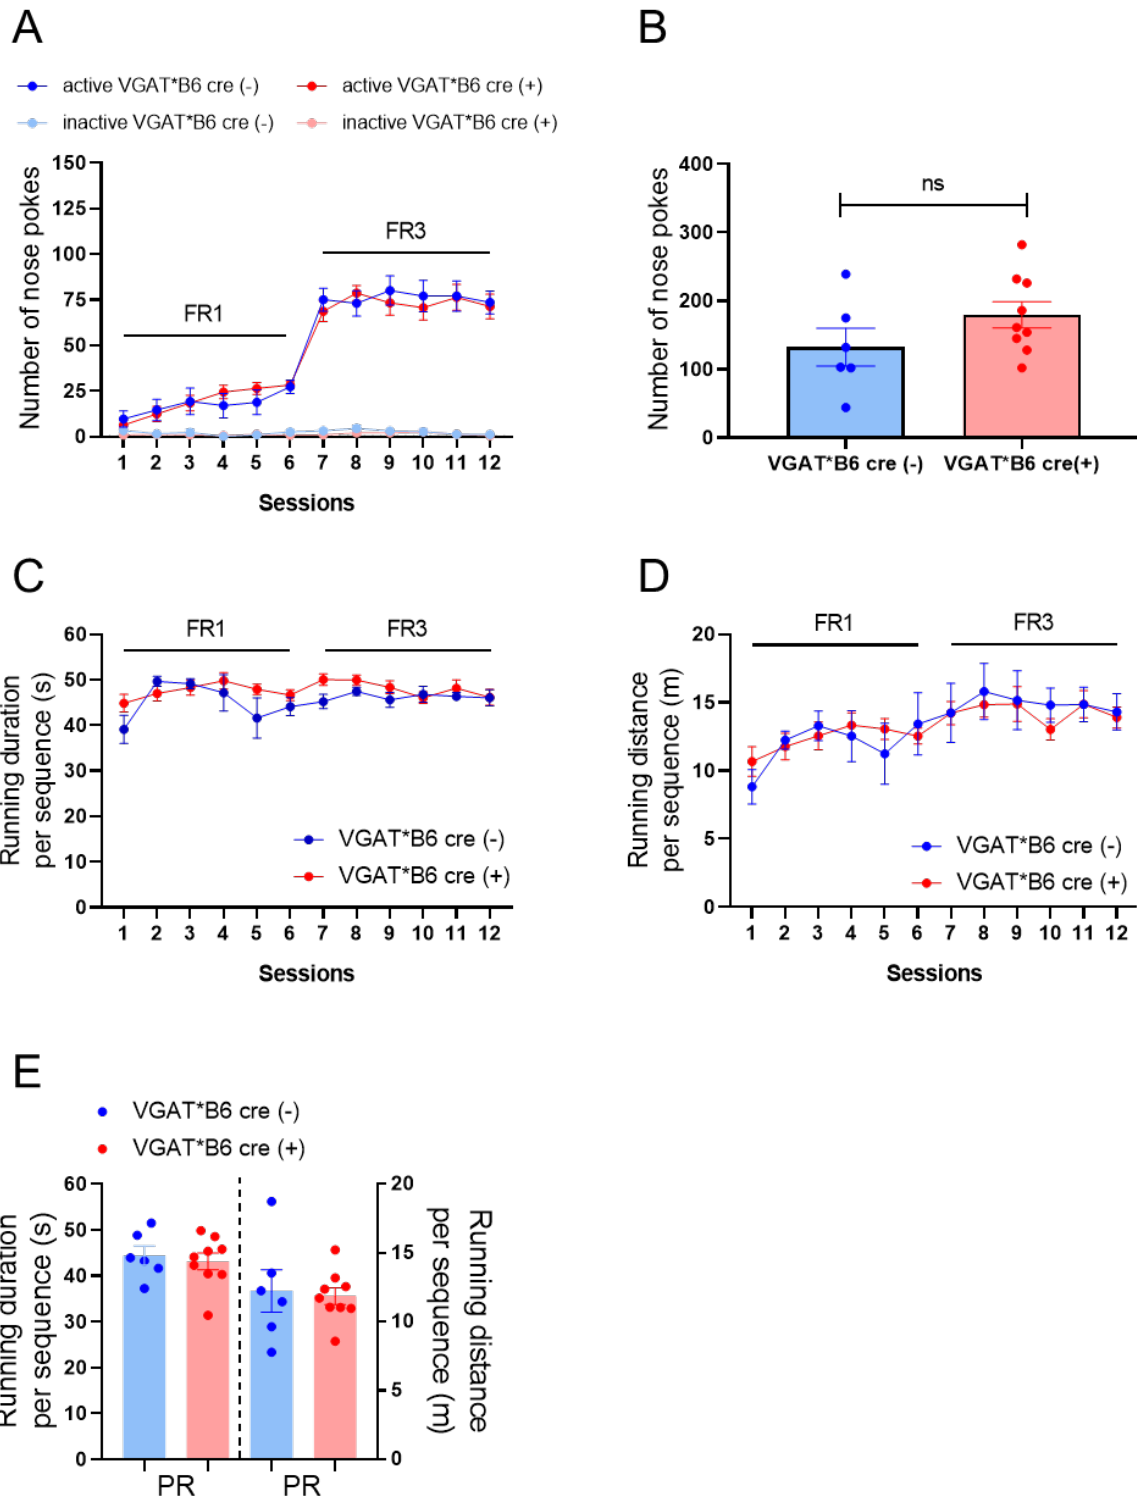 A
active VGAT*B6 cre (-)
active VGAT*B6 cre (+)
inactive VGAT*B6 cre (-)
inactive VGAT*B6 cre (+)
Number of nose pokes
150
125
100
75
50
25
0
FR1
FR3
1 2 3 4 5 6 7 8 9 10 11 12
Sessions
B
Number of nose pokes
400
300
200
100
0
ns
VGAT*B6 cre (-)
VGAT*B6 cre(+)
C
Running duration
per sequence (s)
60
50
40
30
20
10
0
FR1
FR3
VGAT*B6 cre (-)
VGAT*B6 cre (+)
1 2 3 4 5 6 7 8 9 10 11 12
Sessions
D
Running distance
per sequence (m)
20
15
10
5
0
FR1
FR3
VGAT*B6 cre (-)
VGAT*B6 cre (+)
1 2 3 4 5 6 7 8 9 10 11 12
Sessions
E
VGAT*B6 cre (-)
VGAT*B6 cre (+)
Running duration
per sequence (s)
60
50
40
30
20
10
0
20
15
10
5
0
Running distance
per sequence (m)
PR
PR